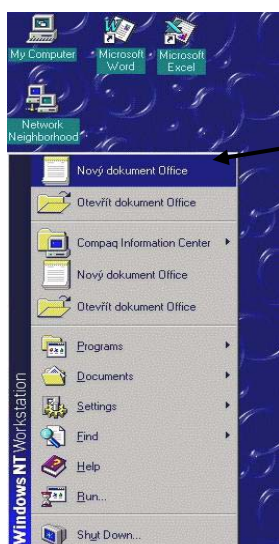 My Computer
Microsoft Word
Microsoft Excel
Network Neighborhood
Nový dokument Office
Otevřít dokument Office
Compaq Information Center
Nový dokument Office
Otevřít dokument Office
Programs
Documents
Settings
Find
Help
Run...
Shut Down...
Windows NT Workstation